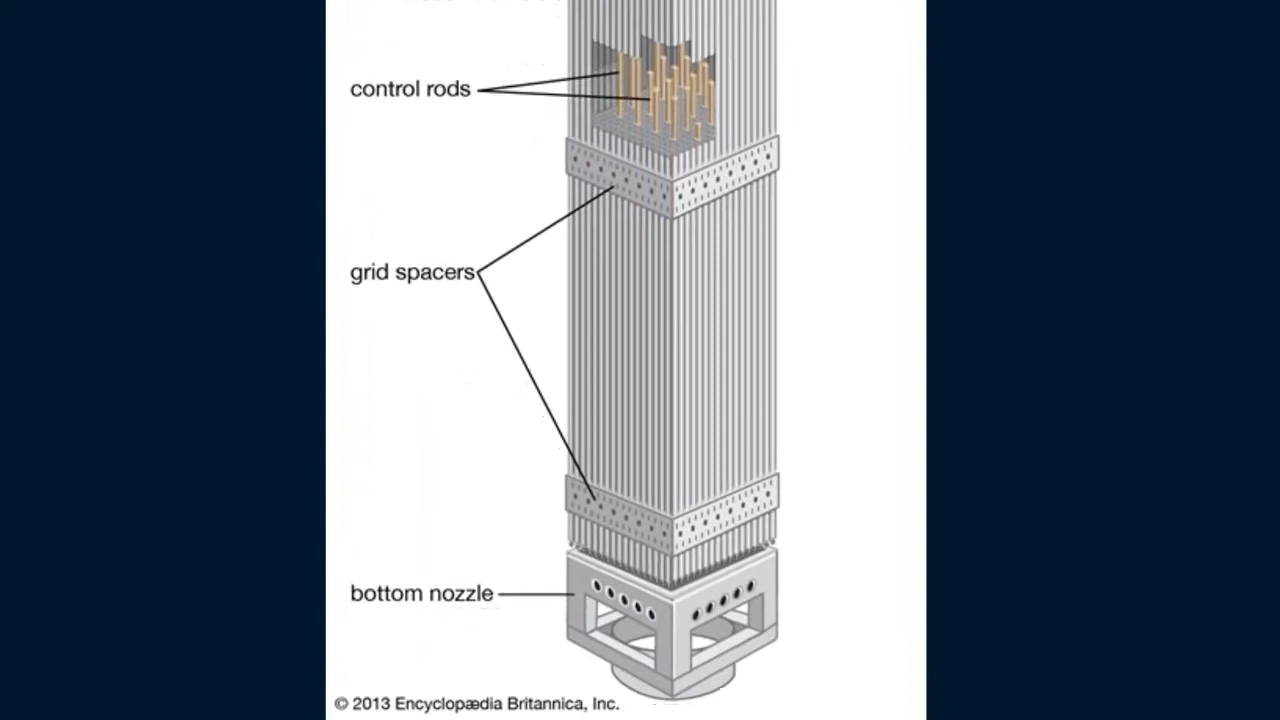 control rods
grid spacers
bottom nozzle
© 2013 Encyclopædia Britannica, Inc.